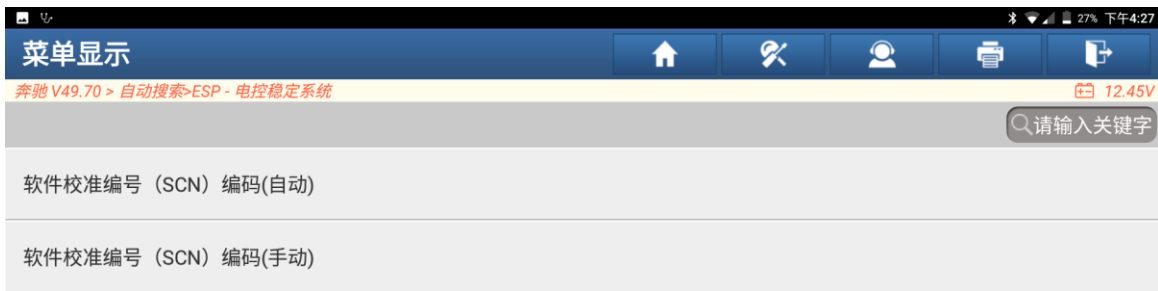 27% 下午4:27
菜单显示
奔驰 V49.70 > 自动搜索>ESP - 电控稳定系统
12.45V
请输入关键字
软件校准编号（SCN）编码(自动)
软件校准编号（SCN）编码(手动)